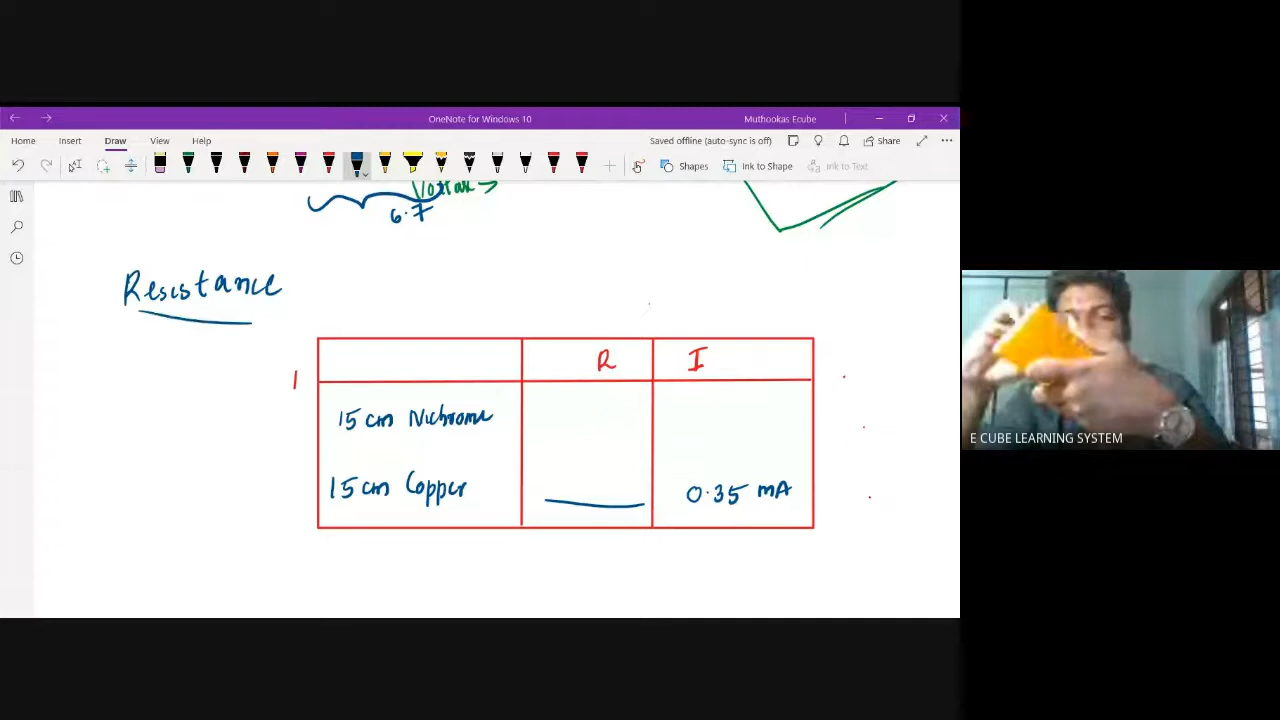 OneNote for Windows 10
Muthookas Ecube
Home Insert Draw View Help
Saved offline (auto-sync is off)
Share
Shapes
Ink to Shape
Ink to Text
6.7
Resistance
R I
1
15 cm Nichrome
15 cm Copper 0.35 mA
E CUBE LEARNING SYSTEM